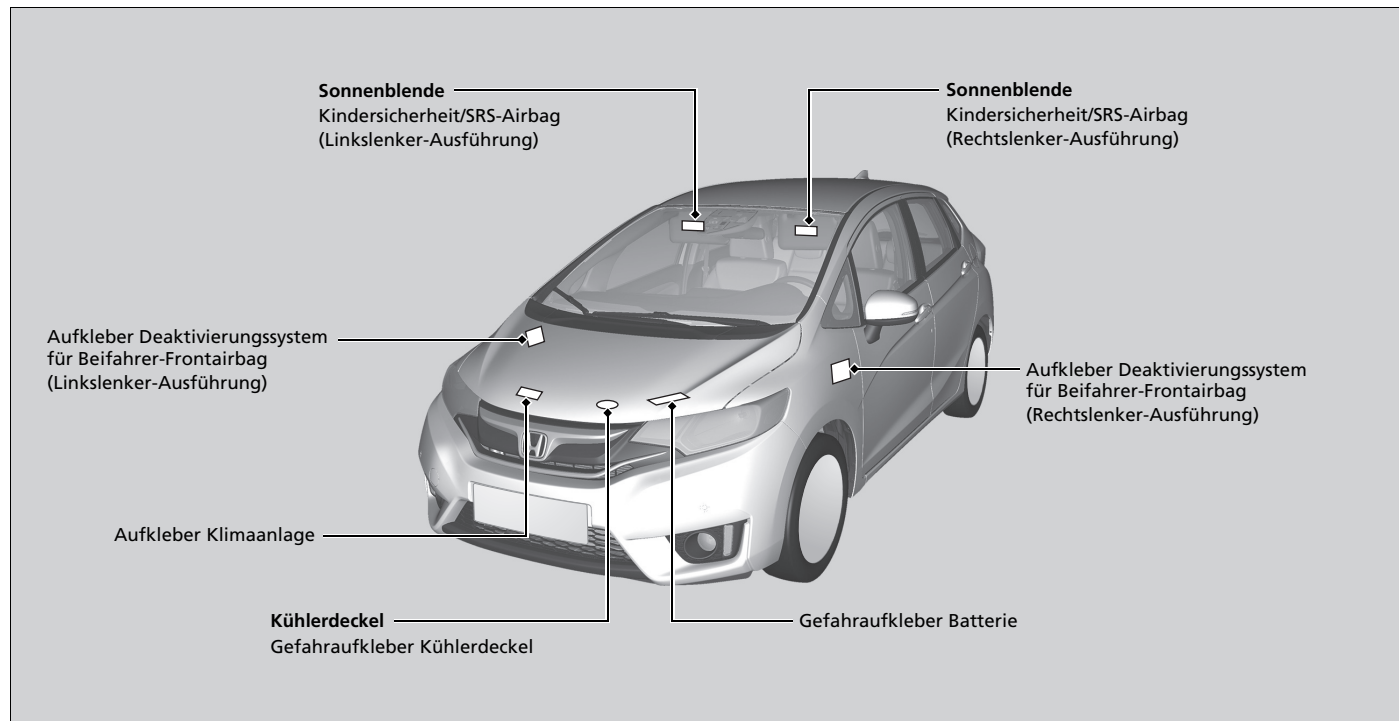 Sonnenblende
Kindersicherheit/SRS-Airbag
(Linkslenker-Ausführung)
Sonnenblende
Kindersicherheit/SRS-Airbag
(Rechtslenker-Ausführung)
Aufkleber Deaktivierungssystem
für Beifahrer-Frontairbag
(Linkslenker-Ausführung)
Aufkleber Deaktivierungssystem
für Beifahrer-Frontairbag
(Rechtslenker-Ausführung)
Aufkleber Klimaanlage
Kühlerdeckel
Gefahraufkleber Kühlerdeckel
Gefahraufkleber Batterie